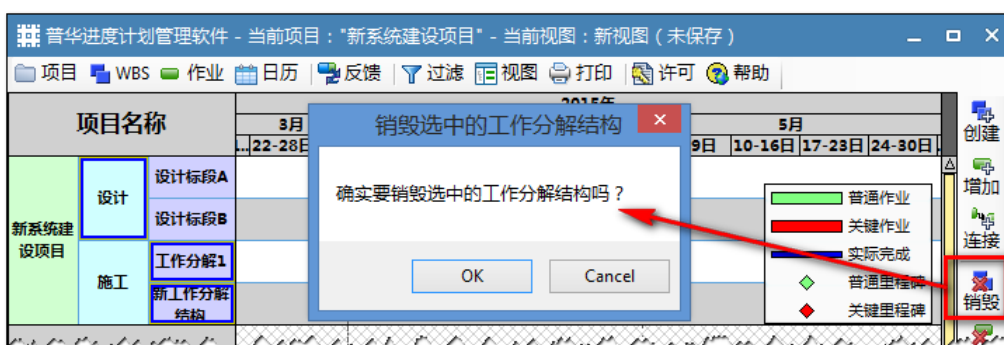 普华进度计划管理软件 - 当前项目："新系统建设项目" - 当前视图：新视图（未保存）
项目 WBS 作业 日历 反馈 过滤 视图 打印 许可 帮助
项目名称
3月
5月
22-28日
9日 10-16日 17-23日 24-30日
新系统建
设项目
设计
设计标段A
设计标段B
施工
工作分解1
新工作分解
结构
销毁选中的工作分解结构
确实要销毁选中的工作分解结构吗？
OK Cancel
普通作业
关键作业
实际完成
普通里程碑
关键里程碑
创建
增加
连接
销毁